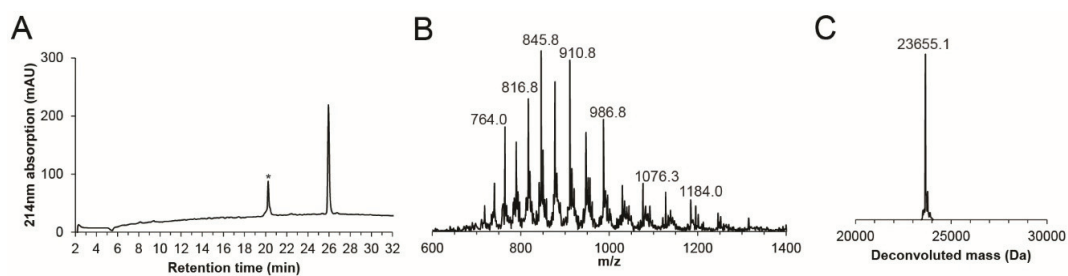 A
214nm absorption (mAU)
300
200
100
0
*
2 4 6 8 10 12 14 16 18 20 22 24 26 28 30 32
Retention time (min)
B
764.0
816.8
845.8
910.8
986.8
1076.3
1184.0
600 800 1000 1200 1400
m/z
C
23655.1
20000 25000 30000
Deconvoluted mass (Da)